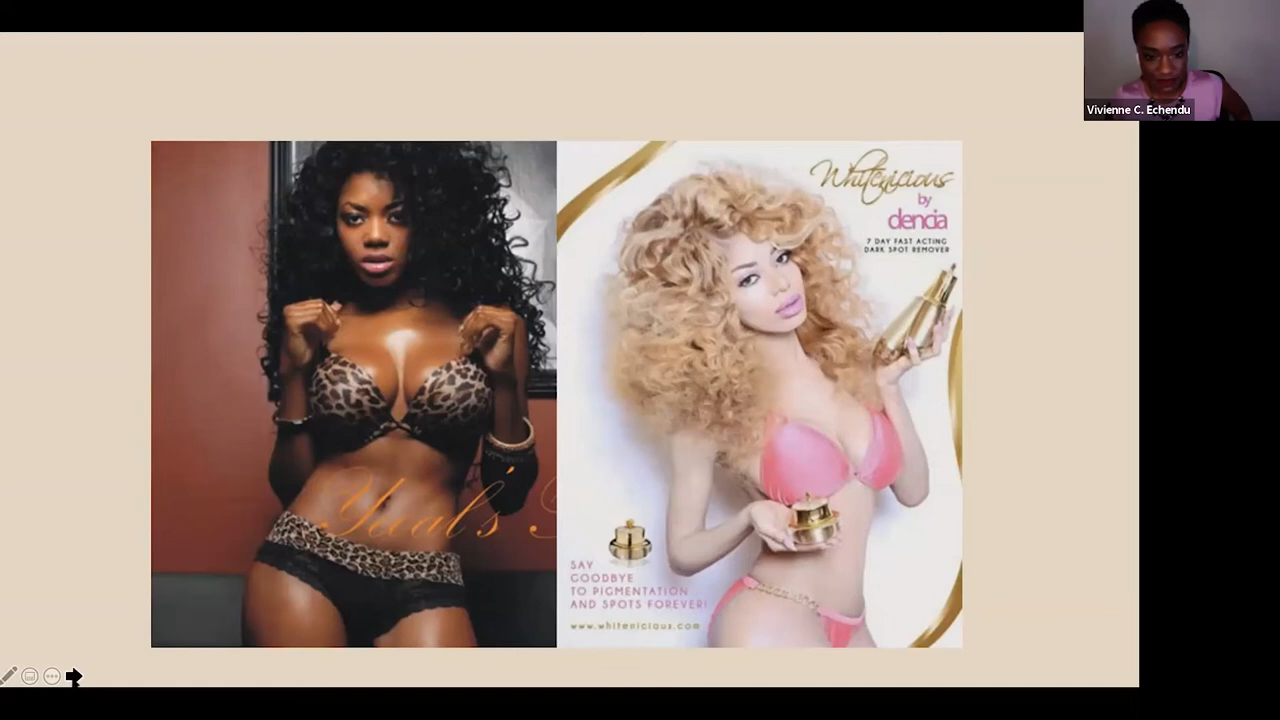 Vivienne C. Echendu
Whitenicious
by
dencia
7 DAY FAST ACTING
DARK SPOT REMOVER
SAY
GOODBYE
TO PIGMENTATION
AND SPOTS FOREVER!
www.whitenicious.com